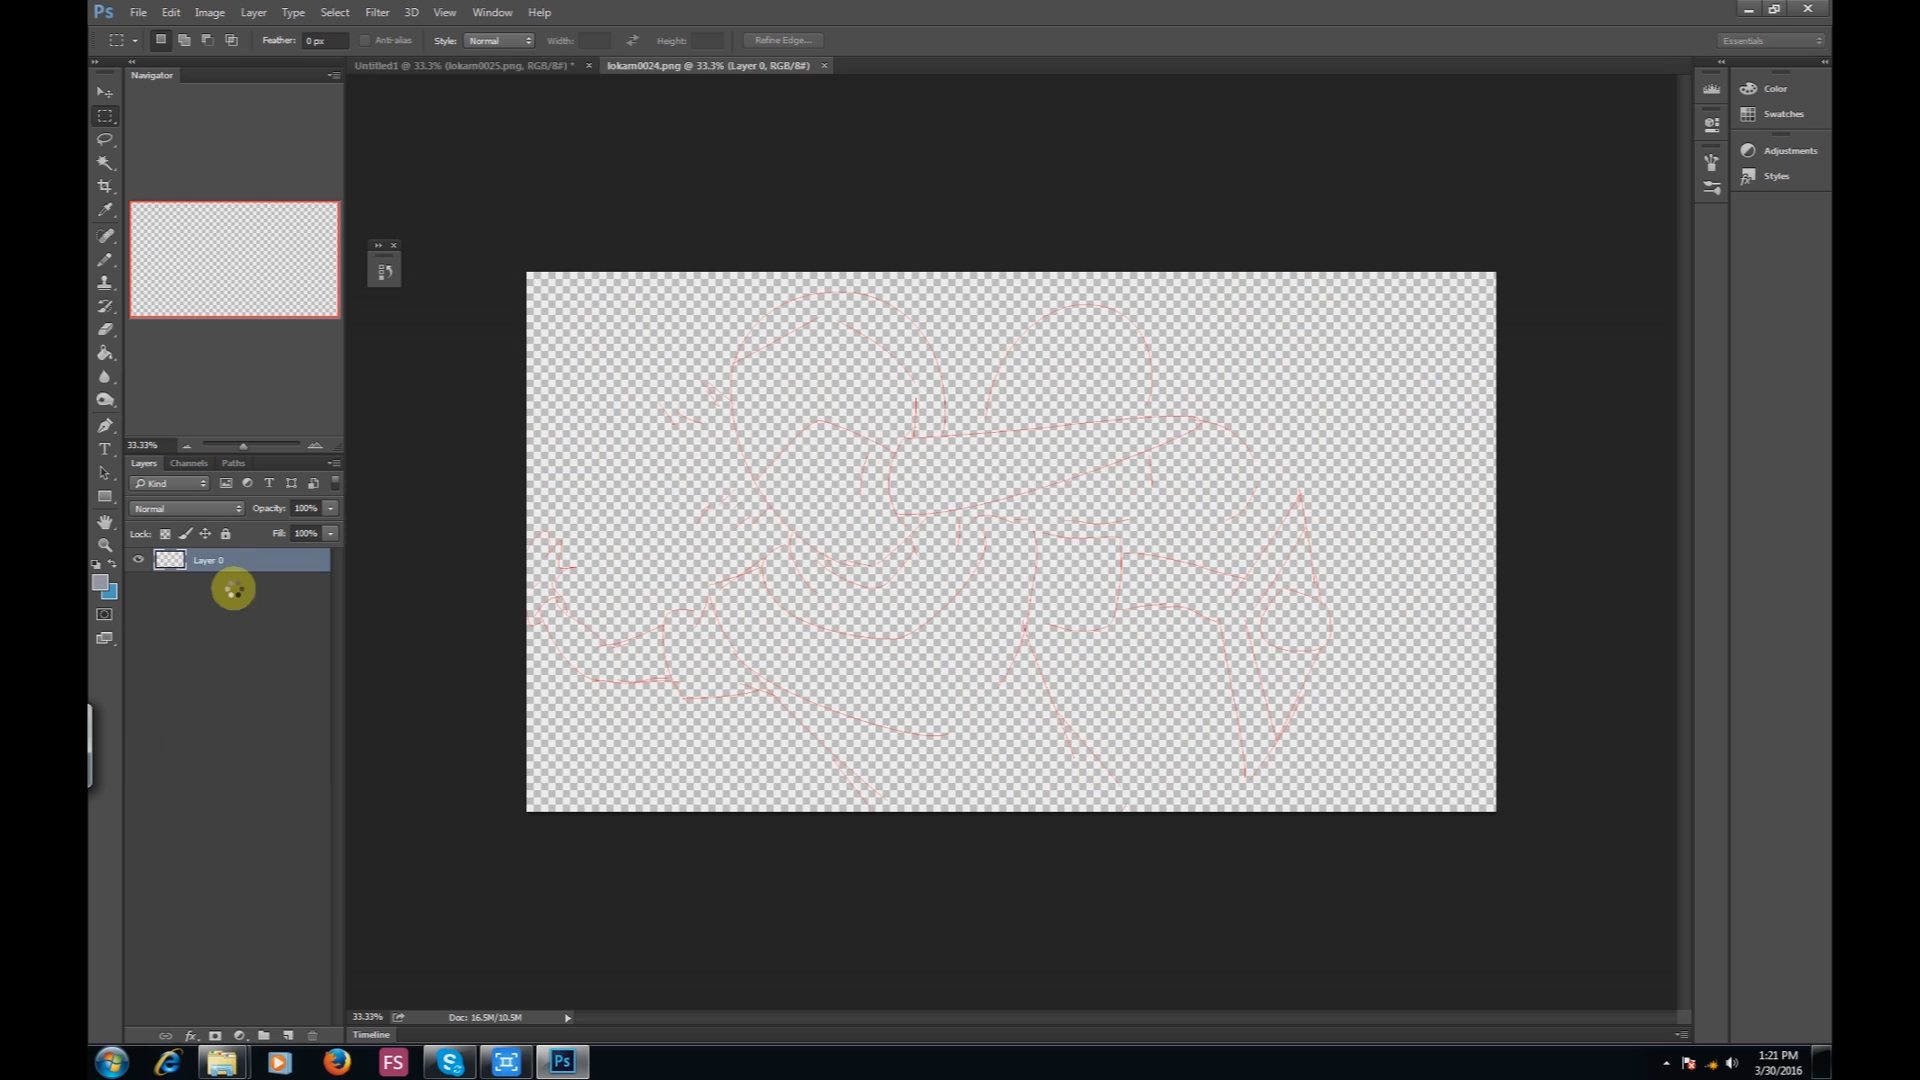 Ps File Edit Image Layer Type Select Filter 3D View Window Help
Feather: 0 px Anti-alias Style: Normal Width: Height: Refine Edge... Essentials
Untitled1 @ 33.3% (lokam0025.png, RGB/8#) * × lokam0024.png @ 33.3% (Layer 0, RGB/8#) ×
Navigator
Color
Swatches
Adjustments
Styles
33.33%
Layers Channels Paths
Kind
Normal Opacity: 100%
Lock: Fill: 100%
Layer 0
33.33% Doc: 16.5M/10.5M
Timeline
FS Ps 1:21 PM
3/30/2016